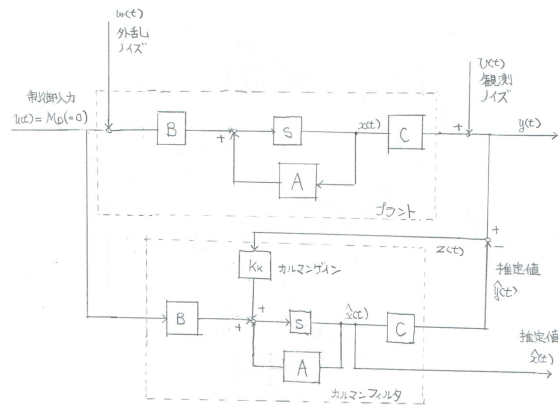 w(t)
外乱
ノイズ
制御入力
u(t)=MD(=0)
B
+
S
x(t)
C
A
プラント
+
v(t)
観測
ノイズ
y(t)
z(t)
+
−
KK
カルマンゲイン
推定値
ŷ(t)
B
+
+
S
x̂(t)
C
A
カルマンフィルタ
推定値
x̂(t)